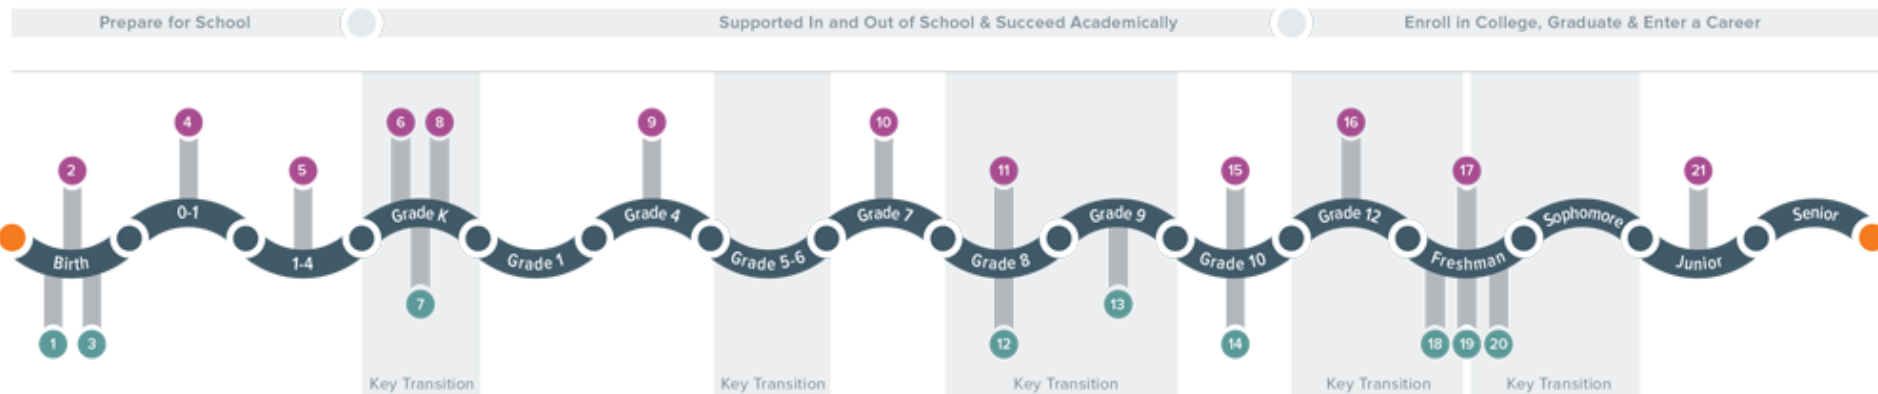 Prepare for School
Supported In and Out of School & Succeed Academically
Enroll in College, Graduate & Enter a Career
4
6
8
9
10
16
2
5
11
15
17
21
0-1
Grade K
Grade 4
Grade 7
Grade 9
Grade 12
Sophomore
Senior
Birth
1-4
Grade 1
Grade 5-6
Grade 8
Grade 10
Freshman
Junior
7
13
1
3
12
14
18
19
20
Key Transition
Key Transition
Key Transition
Key Transition
Key Transition